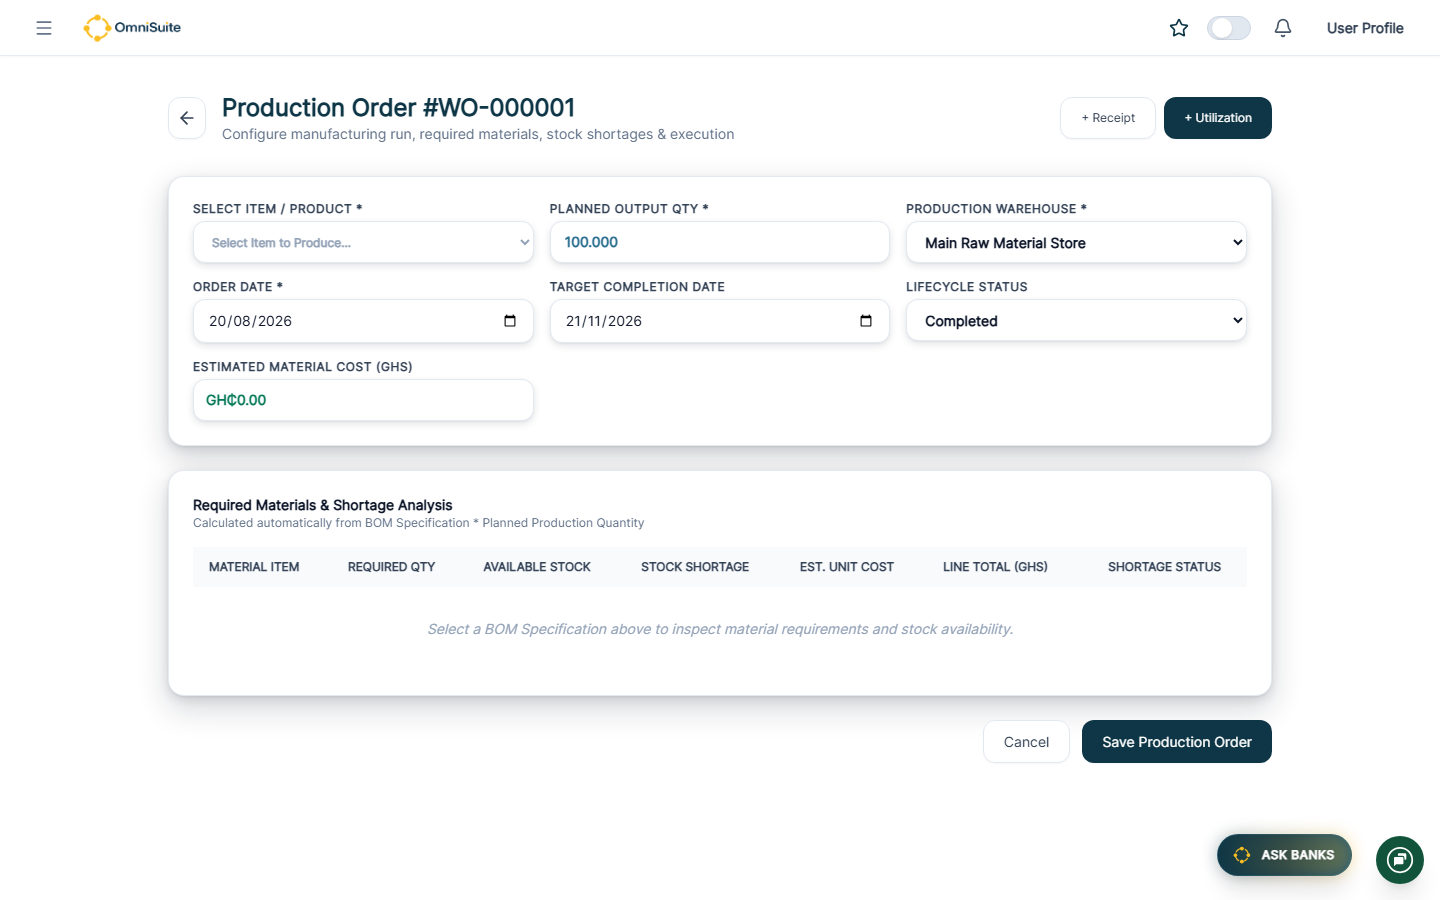 OmniSuite
User Profile
Production Order #WO-000001
Configure manufacturing run, required materials, stock shortages & execution
+ Receipt
+ Utilization
SELECT ITEM / PRODUCT *
PLANNED OUTPUT QTY *
PRODUCTION WAREHOUSE *
Select Item to Produce...
100.000
Main Raw Material Store
ORDER DATE *
TARGET COMPLETION DATE
LIFECYCLE STATUS
20/08/2026
21/11/2026
Completed
ESTIMATED MATERIAL COST (GHS)
GH₵0.00
Required Materials & Shortage Analysis
Calculated automatically from BOM Specification * Planned Production Quantity
MATERIAL ITEM REQUIRED QTY AVAILABLE STOCK STOCK SHORTAGE EST. UNIT COST LINE TOTAL (GHS) SHORTAGE STATUS
Select a BOM Specification above to inspect material requirements and stock availability.
Cancel
Save Production Order
ASK BANKS